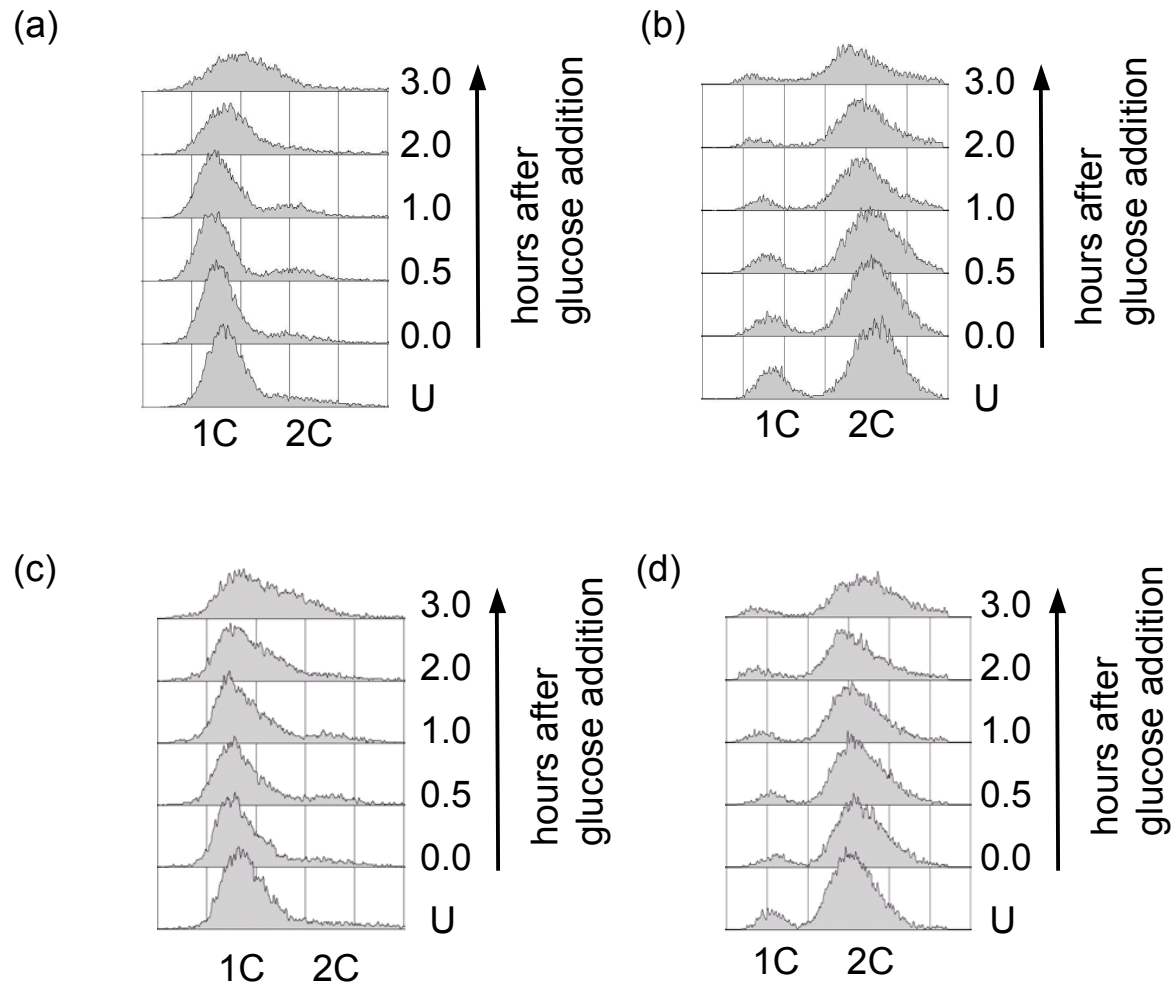 (a)
3.0
2.0
1.0
0.5
0.0
U
1C 2C
hours after
glucose addition
(b)
3.0
2.0
1.0
0.5
0.0
U
1C 2C
hours after
glucose addition
(c)
3.0
2.0
1.0
0.5
0.0
U
1C 2C
hours after
glucose addition
(d)
3.0
2.0
1.0
0.5
0.0
U
1C 2C
hours after
glucose addition